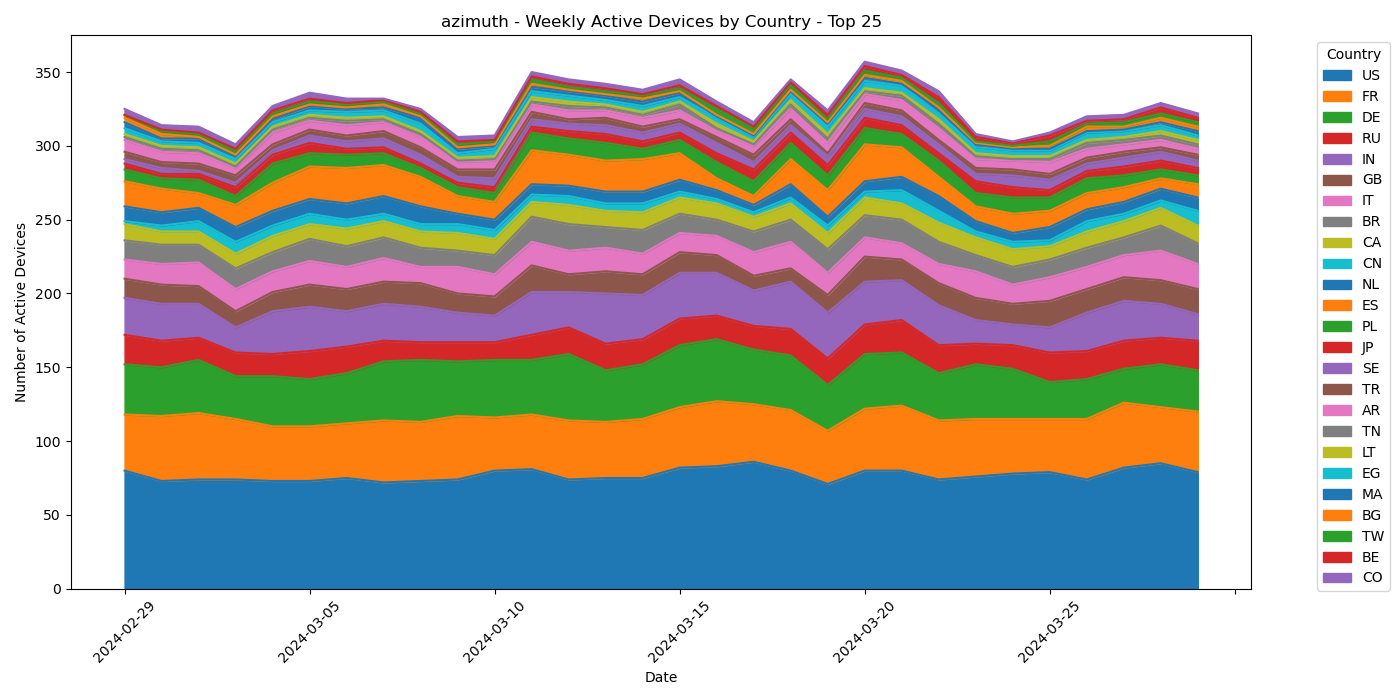 azimuth - Weekly Active Devices by Country - Top 25
Number of Active Devices
350
300
250
200
150
100
50
0
2024-02-29
2024-03-05
2024-03-10
2024-03-15
2024-03-20
2024-03-25
Date
Country
US
FR
DE
RU
IN
GB
IT
BR
CA
CN
NL
ES
PL
JP
SE
TR
AR
TN
LT
EG
MA
BG
TW
BE
CO